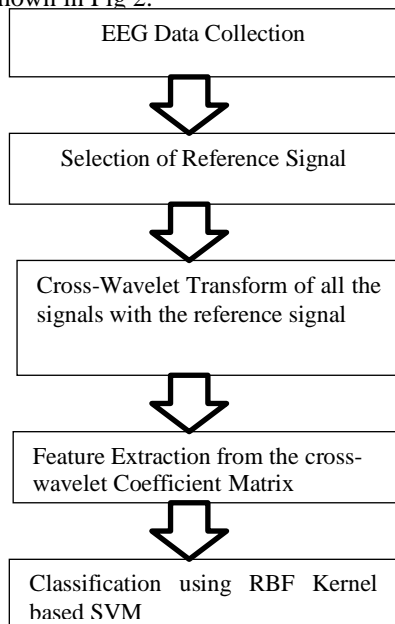 shown in Fig 2.
EEG Data Collection
Selection of Reference Signal
Cross-Wavelet Transform of all the
signals with the reference signal
Feature Extraction from the cross-
wavelet Coefficient Matrix
Classification using RBF Kernel
based SVM